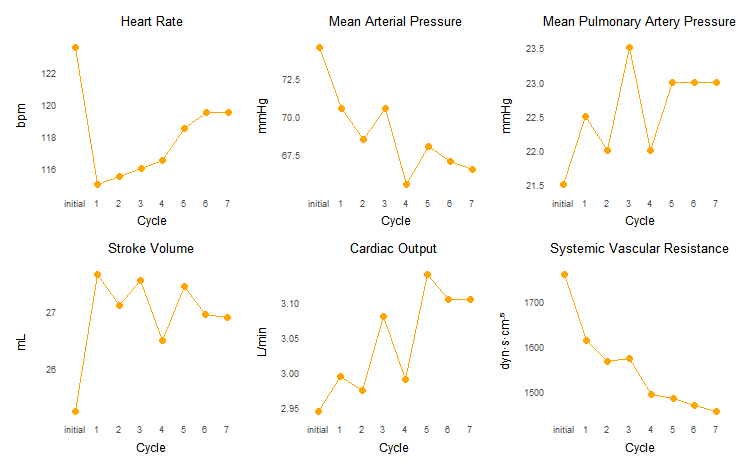 Heart Rate
bpm
122
120
118
116
initial 1 2 3 4 5 6 7
Cycle
Mean Arterial Pressure
mmHg
72.5
70.0
67.5
initial 1 2 3 4 5 6 7
Cycle
Mean Pulmonary Artery Pressure
mmHg
23.5
23.0
22.5
22.0
21.5
initial 1 2 3 4 5 6 7
Cycle
Stroke Volume
mL
27
26
initial 1 2 3 4 5 6 7
Cycle
Cardiac Output
L/min
3.10
3.05
3.00
2.95
initial 1 2 3 4 5 6 7
Cycle
Systemic Vascular Resistance
dyn·s·cm⁻⁵
1700
1600
1500
initial 1 2 3 4 5 6 7
Cycle